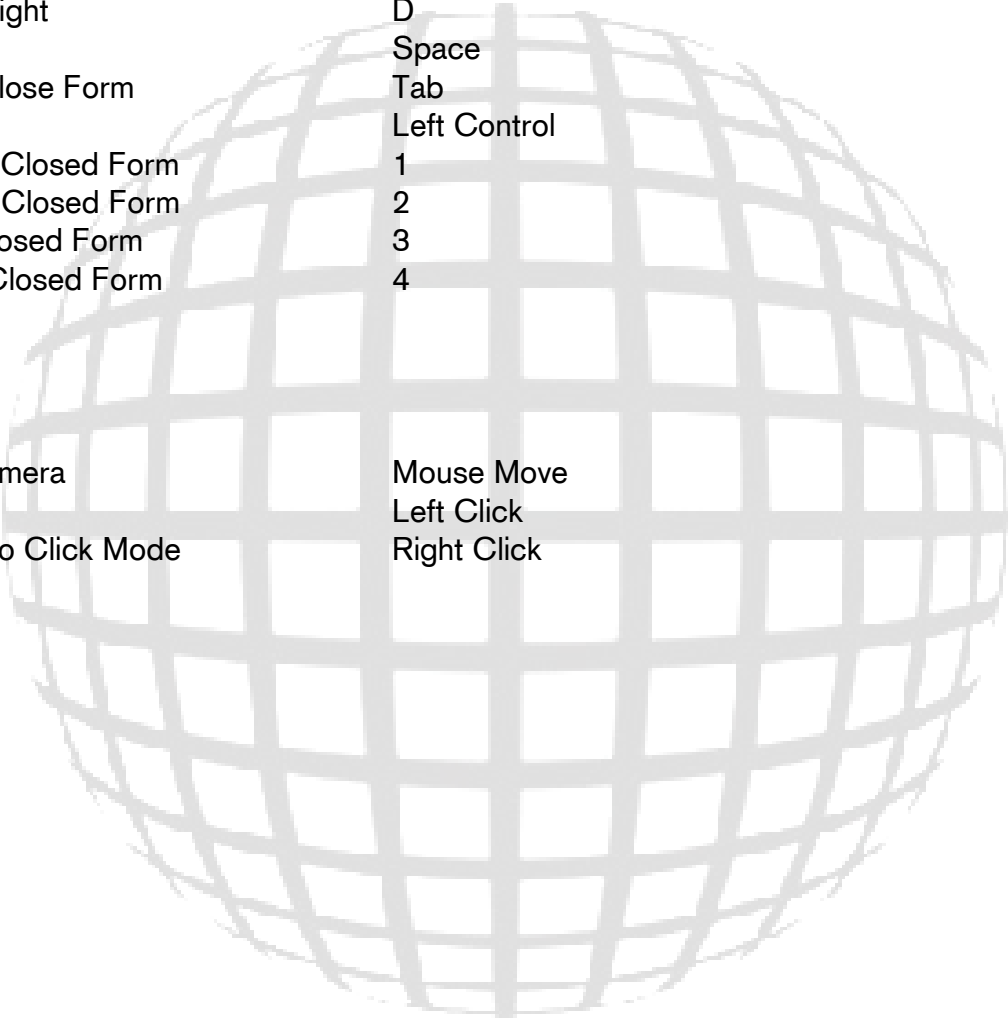 ight D
Space
lose Form Tab
Left Control
Closed Form 1
Closed Form 2
osed Form 3
Closed Form 4
mera Mouse Move
Left Click
o Click Mode Right Click